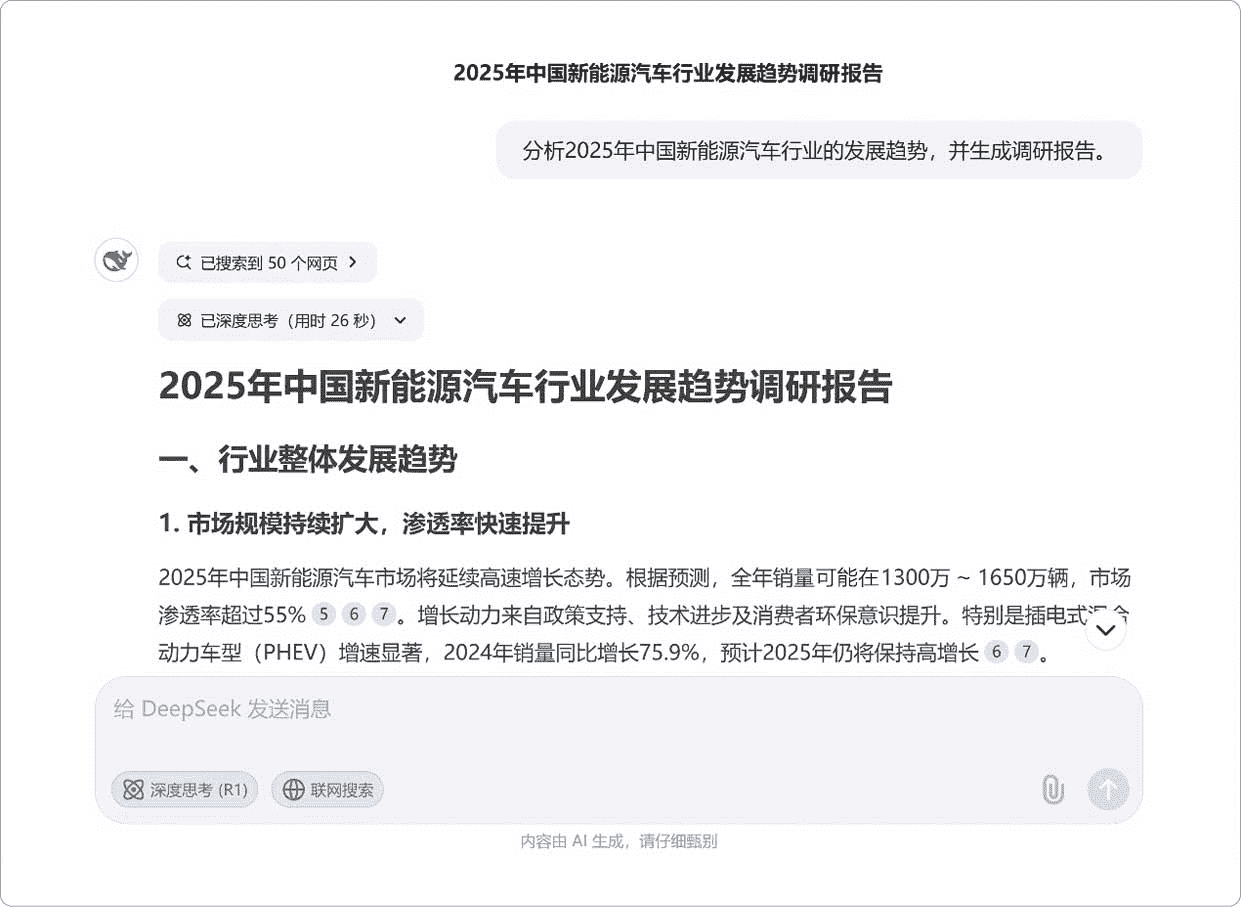 2025年中国新能源汽车行业发展趋势调研报告
分析2025年中国新能源汽车行业的发展趋势，并生成调研报告。
已搜索到 50 个网页
已深度思考（用时 26 秒）
2025年中国新能源汽车行业发展趋势调研报告
一、行业整体发展趋势
1. 市场规模持续扩大，渗透率快速提升
2025年中国新能源汽车市场将延续高速增长态势。根据预测，全年销量可能在1300万 ~ 1650万辆，市场
渗透率超过55% 5 6 7 。增长动力来自政策支持、技术进步及消费者环保意识提升。特别是插电式混合
动力车型（PHEV）增速显著，2024年销量同比增长75.9%，预计2025年仍将保持高增长 6 7 。
给 DeepSeek 发送消息
深度思考 (R1) 联网搜索
内容由 AI 生成，请仔细甄别